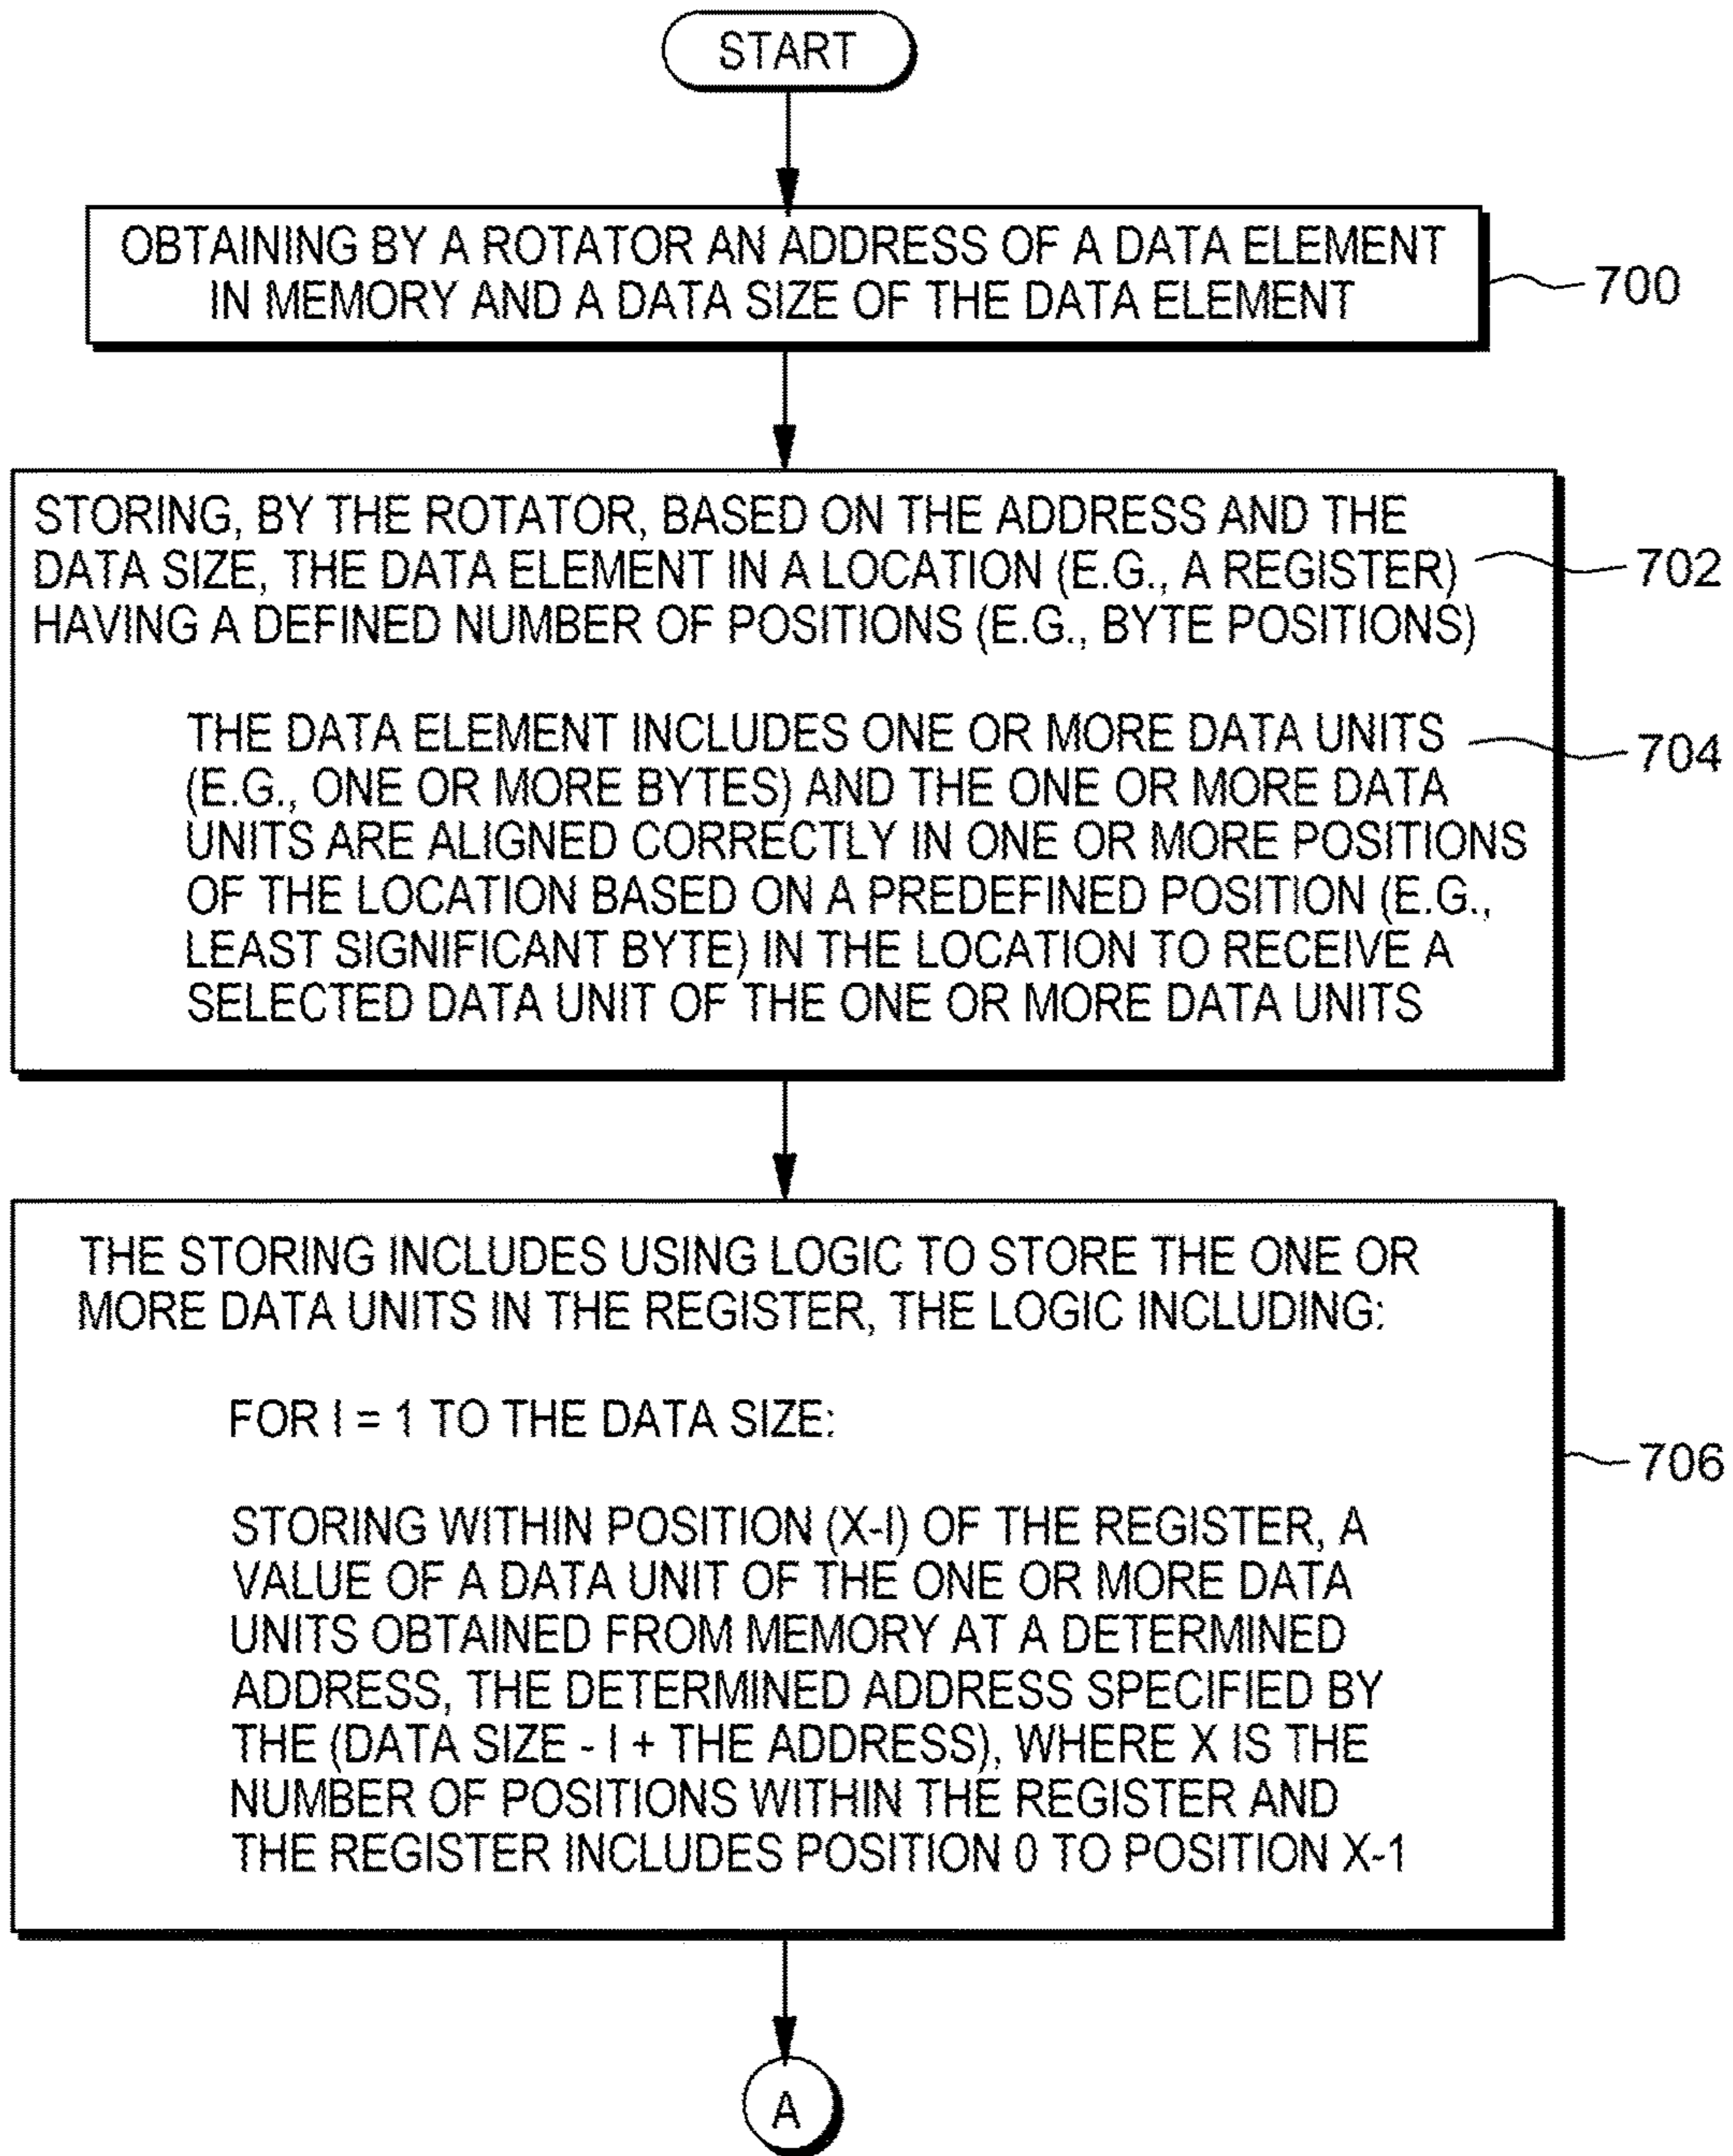 START
OBTAINING BY A ROTATOR AN ADDRESS OF A DATA ELEMENT
IN MEMORY AND A DATA SIZE OF THE DATA ELEMENT
700
STORING, BY THE ROTATOR, BASED ON THE ADDRESS AND THE
DATA SIZE, THE DATA ELEMENT IN A LOCATION (E.G., A REGISTER)
HAVING A DEFINED NUMBER OF POSITIONS (E.G., BYTE POSITIONS)
702
THE DATA ELEMENT INCLUDES ONE OR MORE DATA UNITS
(E.G., ONE OR MORE BYTES) AND THE ONE OR MORE DATA
UNITS ARE ALIGNED CORRECTLY IN ONE OR MORE POSITIONS
OF THE LOCATION BASED ON A PREDEFINED POSITION (E.G.,
LEAST SIGNIFICANT BYTE) IN THE LOCATION TO RECEIVE A
SELECTED DATA UNIT OF THE ONE OR MORE DATA UNITS
704
THE STORING INCLUDES USING LOGIC TO STORE THE ONE OR
MORE DATA UNITS IN THE REGISTER, THE LOGIC INCLUDING:
FOR I = 1 TO THE DATA SIZE:
STORING WITHIN POSITION (X-I) OF THE REGISTER, A
VALUE OF A DATA UNIT OF THE ONE OR MORE DATA
UNITS OBTAINED FROM MEMORY AT A DETERMINED
ADDRESS, THE DETERMINED ADDRESS SPECIFIED BY
THE (DATA SIZE - I + THE ADDRESS), WHERE X IS THE
NUMBER OF POSITIONS WITHIN THE REGISTER AND
THE REGISTER INCLUDES POSITION 0 TO POSITION X-1
706
A